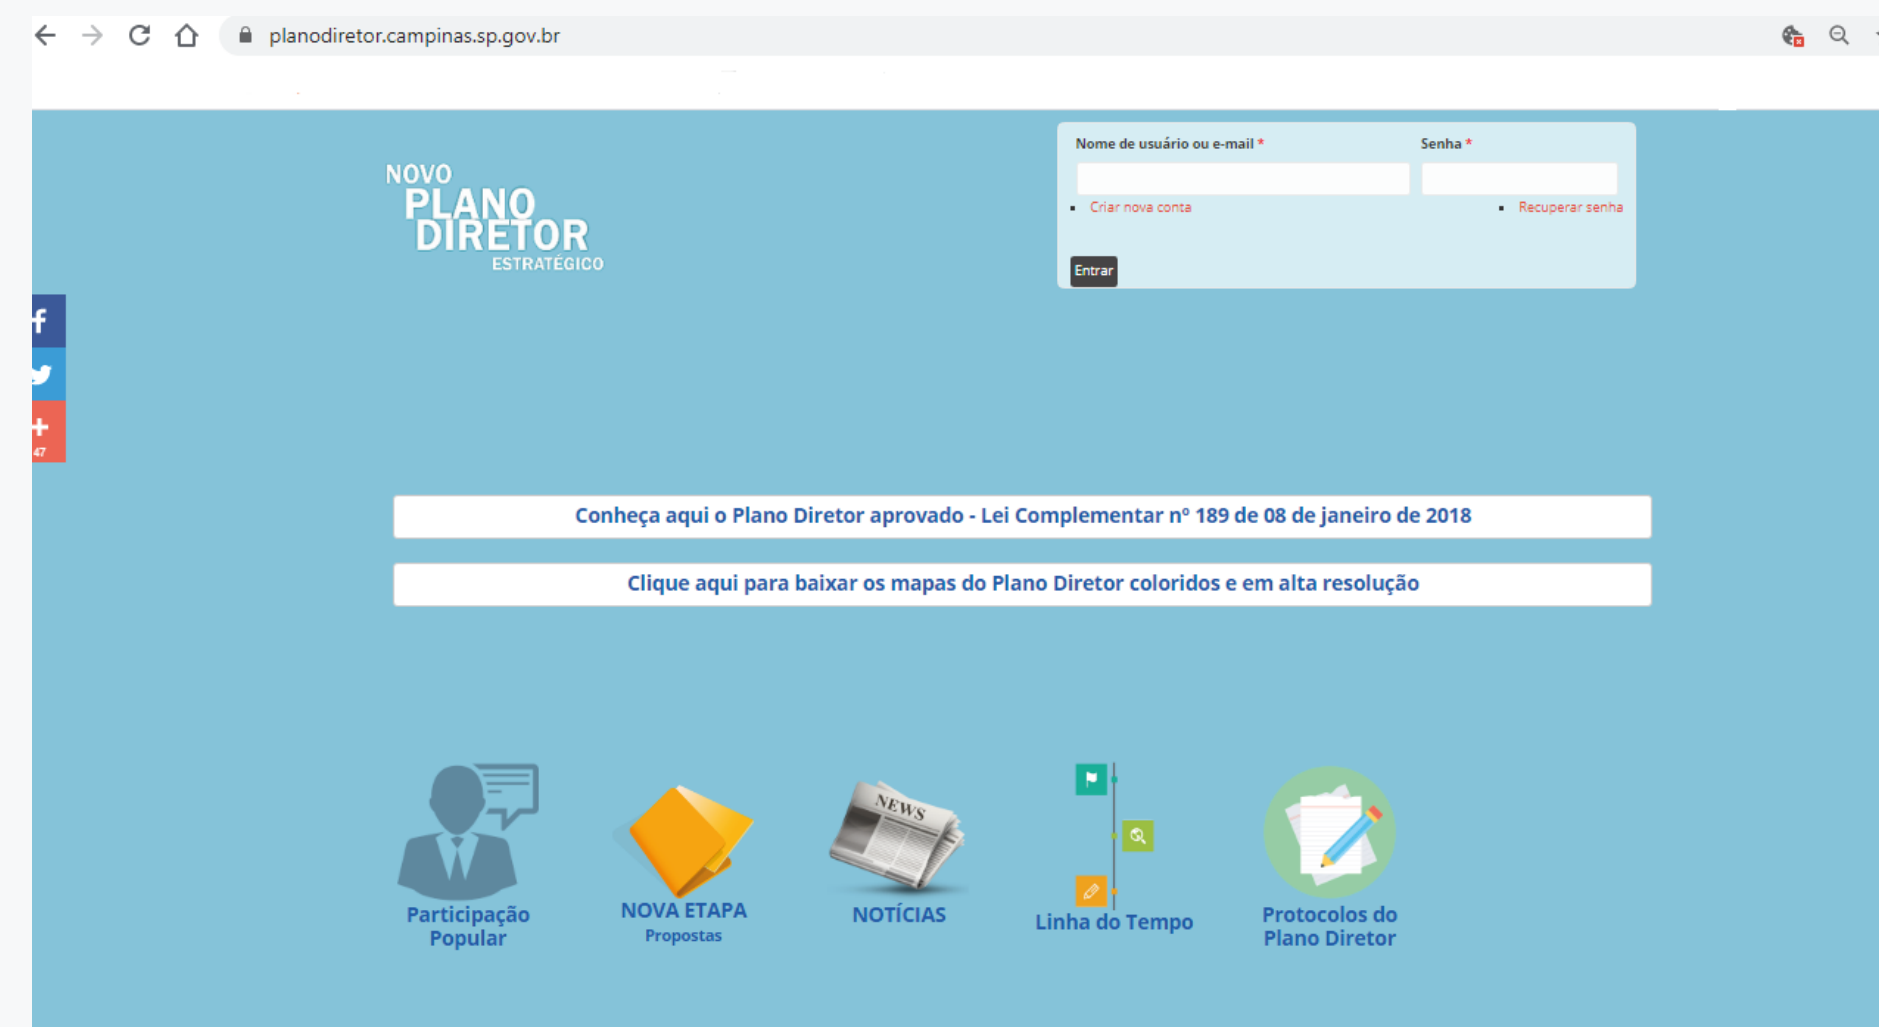 planodiretor.campinas.sp.gov.br
Nome de usuário ou e-mail * Senha *
Criar nova conta Recuperar senha
Entrar
NOVO
PLANO
DIRETOR
ESTRATÉGICO
47
Conheça aqui o Plano Diretor aprovado - Lei Complementar nº 189 de 08 de janeiro de 2018
Clique aqui para baixar os mapas do Plano Diretor coloridos e em alta resolução
NEWS
Participação
Popular
NOVA ETAPA
Propostas
NOTÍCIAS
Linha do Tempo
Protocolos do
Plano Diretor